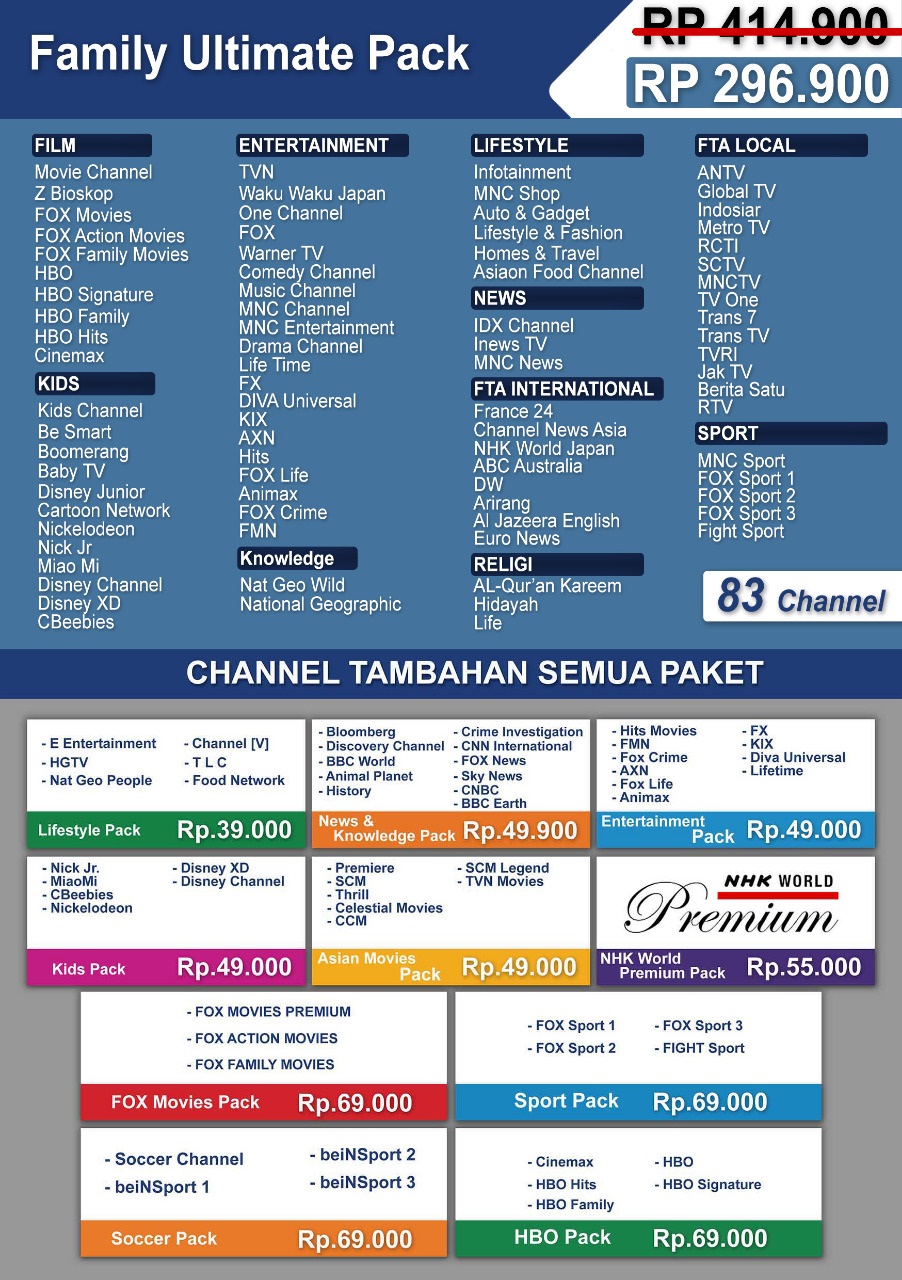 Family Ultimate Pack
RP 414.900
RP 296.900
FILM
Movie Channel
Z Bioskop
FOX Movies
FOX Action Movies
FOX Family Movies
HBO
HBO Signature
HBO Family
HBO Hits
Cinemax
KIDS
Kids Channel
Be Smart
Boomerang
Baby TV
Disney Junior
Cartoon Network
Nickelodeon
Nick Jr
Miao Mi
Disney Channel
Disney XD
CBeebies
ENTERTAINMENT
TVN
Waku Waku Japan
One Channel
FOX
Warner TV
Comedy Channel
Music Channel
MNC Channel
MNC Entertainment
Drama Channel
Life Time
FX
DIVA Universal
KIX
AXN
Hits
FOX Life
Animax
FOX Crime
FMN
Knowledge
Nat Geo Wild
National Geographic
LIFESTYLE
Infotainment
MNC Shop
Auto & Gadget
Lifestyle & Fashion
Homes & Travel
Asiaon Food Channel
NEWS
IDX Channel
Inews TV
MNC News
FTA INTERNATIONAL
France 24
Channel News Asia
NHK World Japan
ABC Australia
DW
Arirang
Al Jazeera English
Euro News
RELIGI
AL-Qur'an Kareem
Hidayah
Life
FTA LOCAL
ANTV
Global TV
Indosiar
Metro TV
RCTI
SCTV
MNCTV
TV One
Trans 7
Trans TV
TVRI
Jak TV
Berita Satu
RTV
SPORT
MNC Sport
FOX Sport 1
FOX Sport 2
FOX Sport 3
Fight Sport
83 Channel
CHANNEL TAMBAHAN SEMUA PAKET
- E Entertainment
- HGTV
- Nat Geo People
- Channel [V]
- T L C
- Food Network
Lifestyle Pack Rp.39.000
- Bloomberg
- Discovery Channel
- BBC World
- Animal Planet
- History
- Crime Investigation
- CNN International
- FOX News
- Sky News
- CNBC
- BBC Earth
News &
Knowledge Pack Rp.49.900
- Hits Movies
- FMN
- Fox Crime
- AXN
- Fox Life
- Animax
- FX
- KIX
- Diva Universal
- Lifetime
Entertainment
Pack Rp.49.000
- Nick Jr.
- MiaoMi
- CBeebies
- Nickelodeon
- Disney XD
- Disney Channel
Kids Pack Rp.49.000
- Premiere
- SCM
- Thrill
- Celestial Movies
- CCM
- SCM Legend
- TVN Movies
Asian Movies
Pack Rp.49.000
NHK WORLD
Premium
NHK World
Premium Pack Rp.55.000
- FOX MOVIES PREMIUM
- FOX ACTION MOVIES
- FOX FAMILY MOVIES
FOX Movies Pack Rp.69.000
- FOX Sport 1
- FOX Sport 2
- FOX Sport 3
- FIGHT Sport
Sport Pack Rp.69.000
- Soccer Channel
- beiNSport 1
- beiNSport 2
- beiNSport 3
Soccer Pack Rp.69.000
- Cinemax
- HBO Hits
- HBO Family
- HBO
- HBO Signature
HBO Pack Rp.69.000